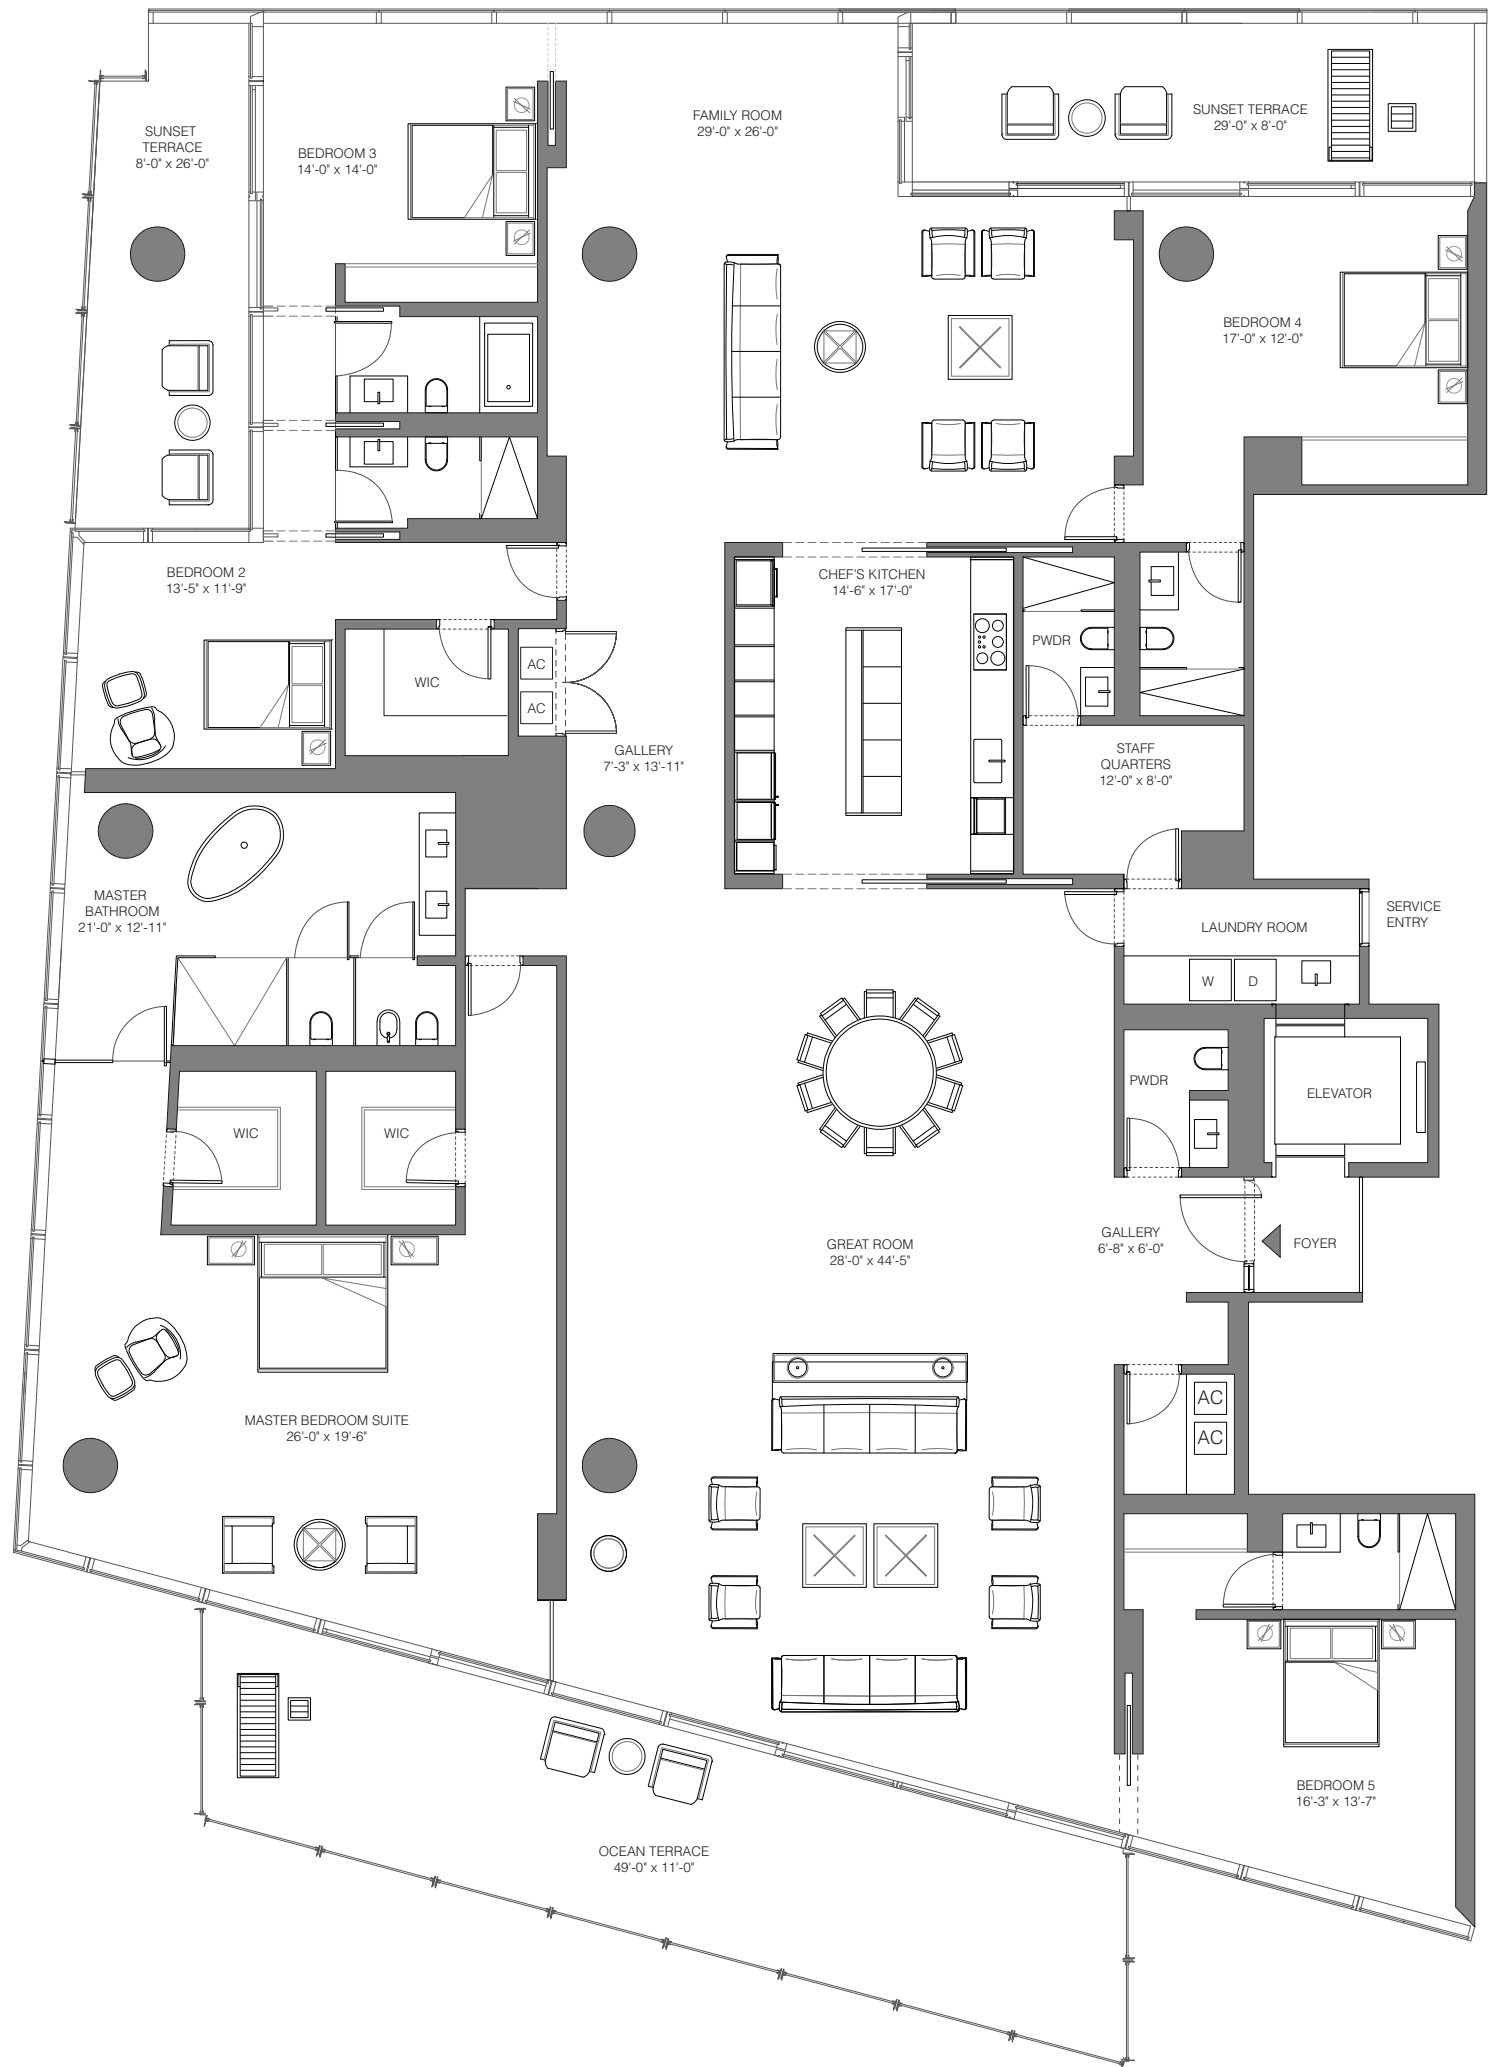 SUNSET
TERRACE
8'-0" x 26'-0"
BEDROOM 3
14'-0" x 14'-0"
FAMILY ROOM
29'-0" x 26'-0"
SUNSET TERRACE
29'-0" x 8'-0"
BEDROOM 4
17'-0" x 12'-0"
BEDROOM 2
13'-5" x 11'-9"
CHEF'S KITCHEN
14'-6" x 17'-0"
PWDR
WIC
AC
AC
GALLERY
7'-3" x 13'-11"
STAFF
QUARTERS
12'-0" x 8'-0"
MASTER
BATHROOM
21'-0" x 12'-11"
LAUNDRY ROOM
SERVICE
ENTRY
W
D
PWDR
ELEVATOR
WIC
WIC
GREAT ROOM
28'-0" x 44'-5"
GALLERY
6'-8" x 6'-0"
FOYER
AC
AC
MASTER BEDROOM SUITE
26'-0" x 19'-6"
BEDROOM 5
16'-3" x 13'-7"
OCEAN TERRACE
49'-0" x 11'-0"